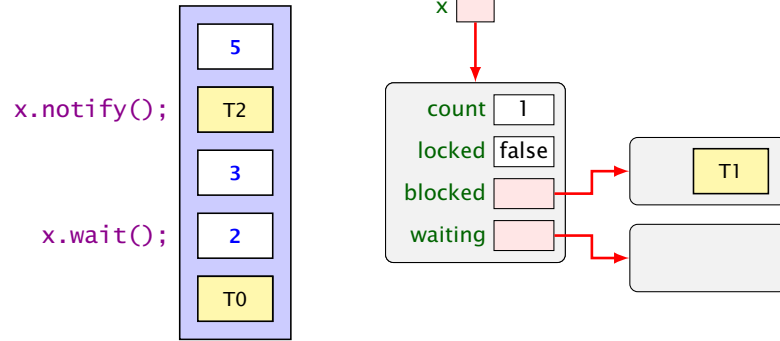 5
x.notify();
T2
3
x.wait();
2
T0
x
count 1
locked false
blocked
waiting
T1